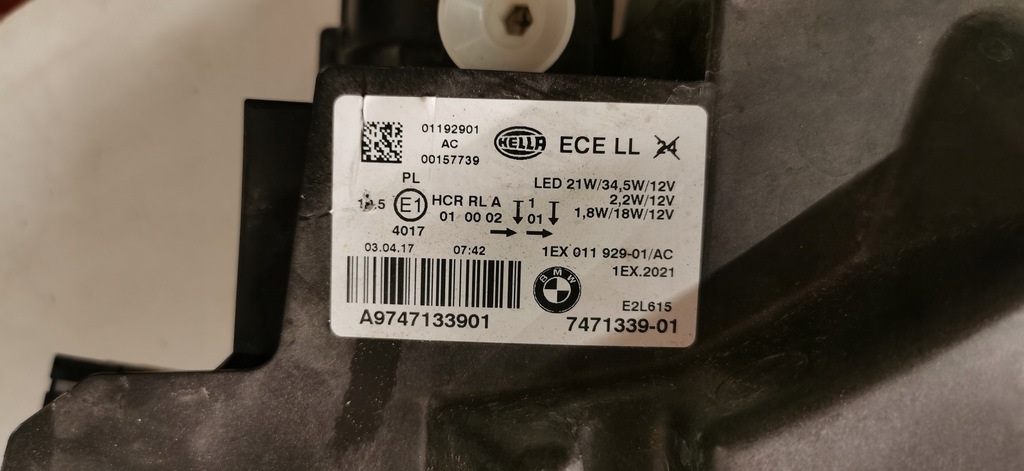 01192901
AC
00157739
HELLA
ECE LL 24
PL
LED 21W/34,5W/12V
2,2W/12V
1,8W/18W/12V
E1
HCR RL A
01 00 02
1
01
4017
03.04.17 07:42
1EX 011 929-01/AC
1EX.2021
BMW
E2L615
A9747133901
7471339-01